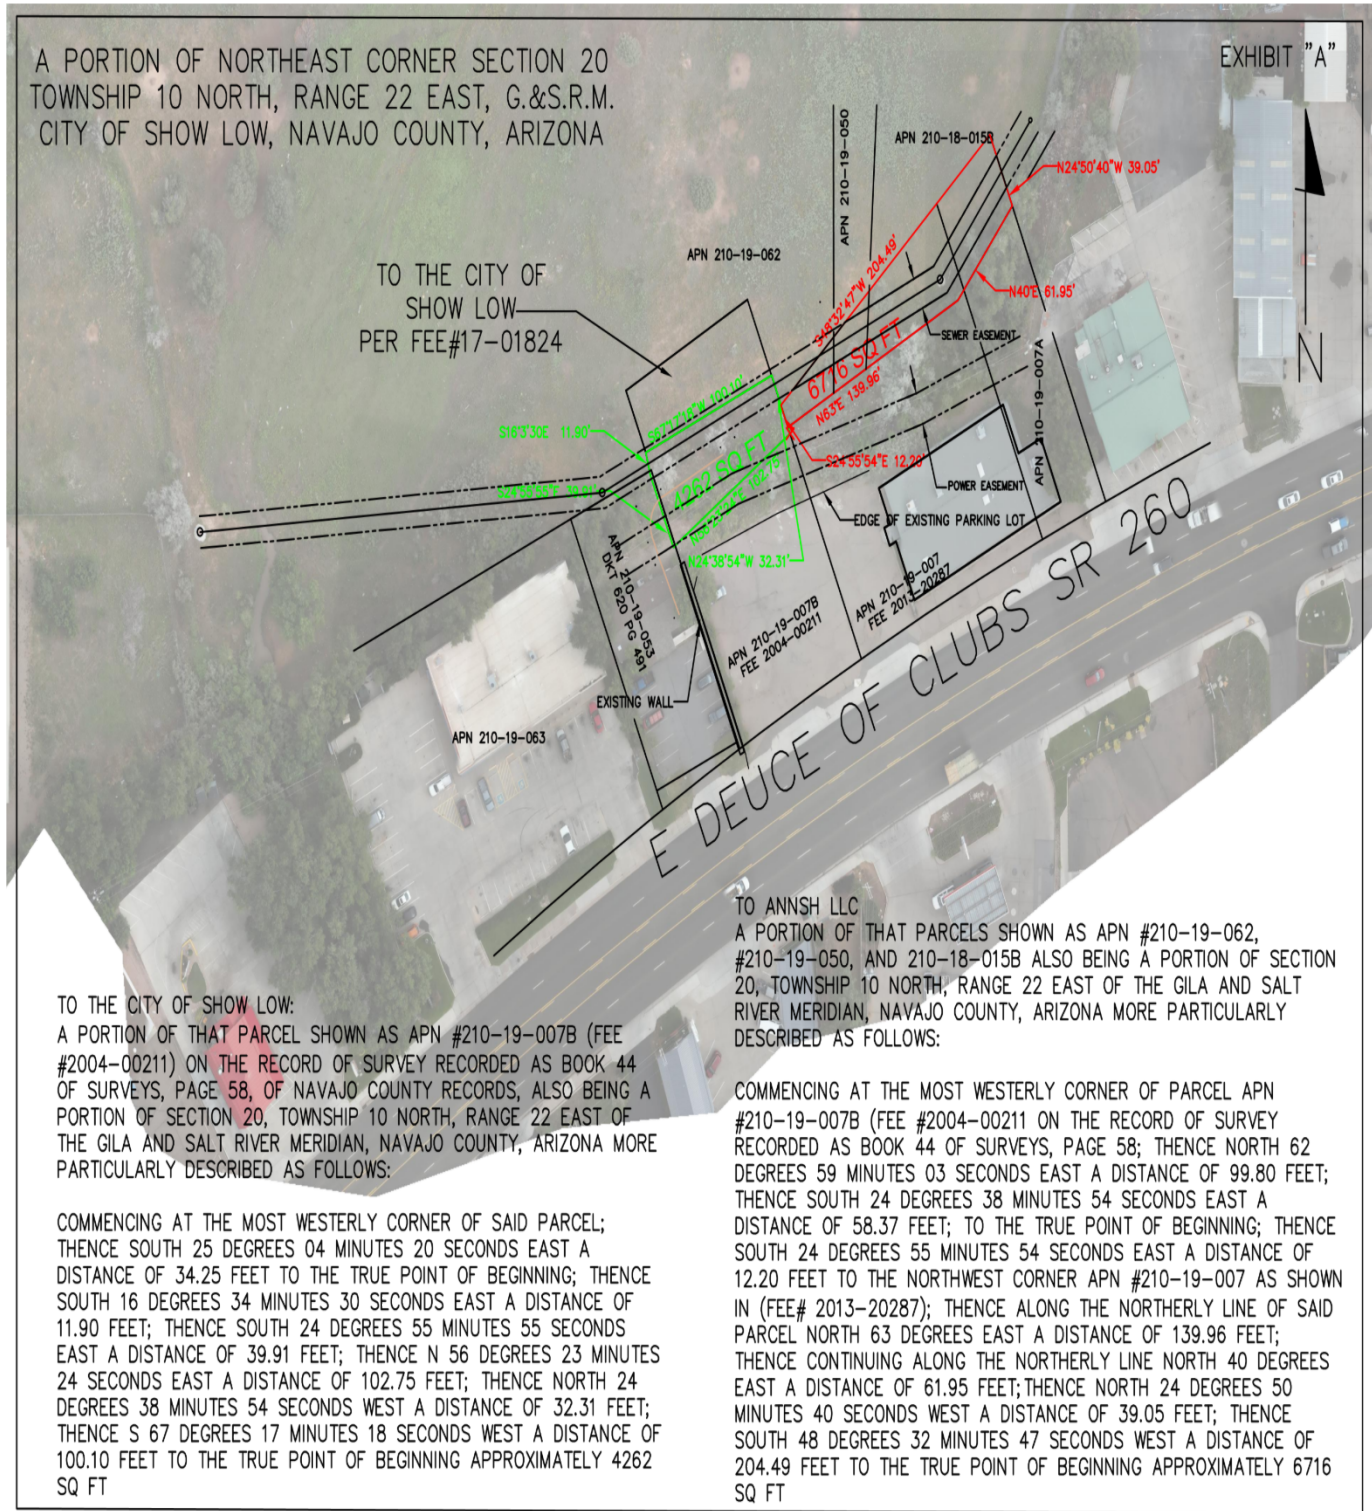 A PORTION OF NORTHEAST CORNER SECTION 20
TOWNSHIP 10 NORTH, RANGE 22 EAST, G.&S.R.M.
CITY OF SHOW LOW, NAVAJO COUNTY, ARIZONA
EXHIBIT "A"
APN 210-19-050
APN 210-18-015B
N24°50'40"W 39.05'
APN 210-19-062
TO THE CITY OF
SHOW LOW
PER FEE#17-01824
S48°32'47"W 204.49'
N40°E 61.95'
6716 SQ FT
SEWER EASEMENT
N63°E 139.96'
N
APN 210-19-007A
100.10'
S16°3'30E 11.90'
4262 SQ FT
S24°55'54"E 12.20'
102.75'
POWER EASEMENT
EDGE OF EXISTING PARKING LOT
N24°38'54"W 32.31'
APN 210-19-053
DKT 620 PG 491
APN 210-19-007B
FEE 2004-00211
APN 210-19-007
FEE 2013-20287
EXISTING WALL
APN 210-19-063
E DEUCE OF CLUBS SR 260
TO THE CITY OF SHOW LOW:
A PORTION OF THAT PARCEL SHOWN AS APN #210-19-007B (FEE
#2004-00211) ON THE RECORD OF SURVEY RECORDED AS BOOK 44
OF SURVEYS, PAGE 58, OF NAVAJO COUNTY RECORDS, ALSO BEING A
PORTION OF SECTION 20, TOWNSHIP 10 NORTH, RANGE 22 EAST OF
THE GILA AND SALT RIVER MERIDIAN, NAVAJO COUNTY, ARIZONA MORE
PARTICULARLY DESCRIBED AS FOLLOWS:
COMMENCING AT THE MOST WESTERLY CORNER OF SAID PARCEL;
THENCE SOUTH 25 DEGREES 04 MINUTES 20 SECONDS EAST A
DISTANCE OF 34.25 FEET TO THE TRUE POINT OF BEGINNING; THENCE
SOUTH 16 DEGREES 34 MINUTES 30 SECONDS EAST A DISTANCE OF
11.90 FEET; THENCE SOUTH 24 DEGREES 55 MINUTES 55 SECONDS
EAST A DISTANCE OF 39.91 FEET; THENCE N 56 DEGREES 23 MINUTES
24 SECONDS EAST A DISTANCE OF 102.75 FEET; THENCE NORTH 24
DEGREES 38 MINUTES 54 SECONDS WEST A DISTANCE OF 32.31 FEET;
THENCE S 67 DEGREES 17 MINUTES 18 SECONDS WEST A DISTANCE OF
100.10 FEET TO THE TRUE POINT OF BEGINNING APPROXIMATELY 4262
SQ FT
TO ANNSH LLC
A PORTION OF THAT PARCELS SHOWN AS APN #210-19-062,
#210-19-050, AND 210-18-015B ALSO BEING A PORTION OF SECTION
20, TOWNSHIP 10 NORTH, RANGE 22 EAST OF THE GILA AND SALT
RIVER MERIDIAN, NAVAJO COUNTY, ARIZONA MORE PARTICULARLY
DESCRIBED AS FOLLOWS:
COMMENCING AT THE MOST WESTERLY CORNER OF PARCEL APN
#210-19-007B (FEE #2004-00211 ON THE RECORD OF SURVEY
RECORDED AS BOOK 44 OF SURVEYS, PAGE 58; THENCE NORTH 62
DEGREES 59 MINUTES 03 SECONDS EAST A DISTANCE OF 99.80 FEET;
THENCE SOUTH 24 DEGREES 38 MINUTES 54 SECONDS EAST A
DISTANCE OF 58.37 FEET; TO THE TRUE POINT OF BEGINNING; THENCE
SOUTH 24 DEGREES 55 MINUTES 54 SECONDS EAST A DISTANCE OF
12.20 FEET TO THE NORTHWEST CORNER APN #210-19-007 AS SHOWN
IN (FEE# 2013-20287); THENCE ALONG THE NORTHERLY LINE OF SAID
PARCEL NORTH 63 DEGREES EAST A DISTANCE OF 139.96 FEET;
THENCE CONTINUING ALONG THE NORTHERLY LINE NORTH 40 DEGREES
EAST A DISTANCE OF 61.95 FEET;THENCE NORTH 24 DEGREES 50
MINUTES 40 SECONDS WEST A DISTANCE OF 39.05 FEET; THENCE
SOUTH 48 DEGREES 32 MINUTES 47 SECONDS WEST A DISTANCE OF
204.49 FEET TO THE TRUE POINT OF BEGINNING APPROXIMATELY 6716
SQ FT